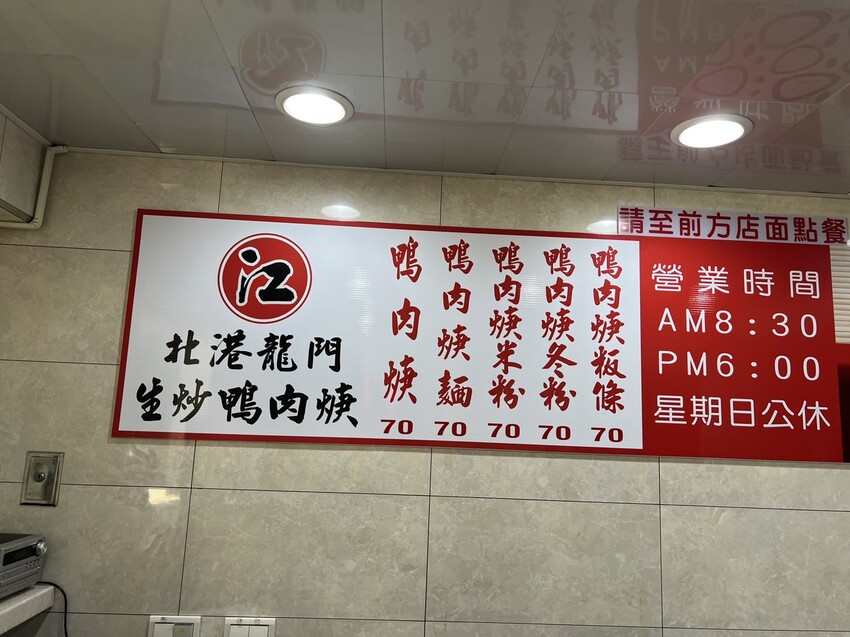 江
北港龍門
生炒鴨肉焿
鴨肉焿
70
鴨肉焿麵
70
鴨肉焿米粉
70
鴨肉焿冬粉
70
鴨肉焿粄條
70
請至前方店面點餐
營業時間
AM8:30
PM6:00
星期日公休